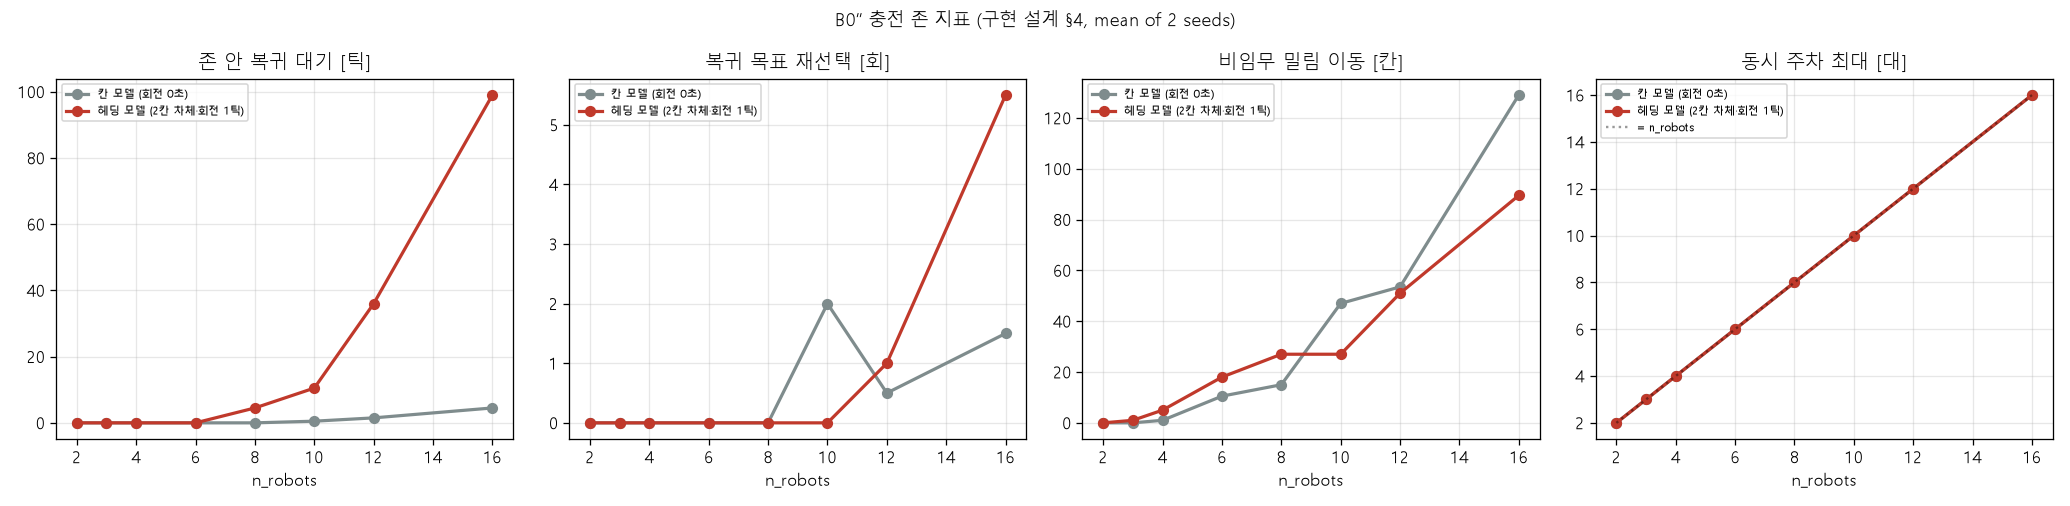 B0″ 충전 존 지표 (구현 설계 §4, mean of 2 seeds)
존 안 복귀 대기 [틱]
칸 모델 (회전 0초)
헤딩 모델 (2칸 차체·회전 1틱)
100
80
60
40
20
0
2 4 6 8 10 12 14 16
n_robots
복귀 목표 재선택 [회]
칸 모델 (회전 0초)
헤딩 모델 (2칸 차체·회전 1틱)
5
4
3
2
1
0
2 4 6 8 10 12 14 16
n_robots
비임무 밀림 이동 [칸]
칸 모델 (회전 0초)
헤딩 모델 (2칸 차체·회전 1틱)
120
100
80
60
40
20
0
2 4 6 8 10 12 14 16
n_robots
동시 주차 최대 [대]
칸 모델 (회전 0초)
헤딩 모델 (2칸 차체·회전 1틱)
= n_robots
16
14
12
10
8
6
4
2
2 4 6 8 10 12 14 16
n_robots